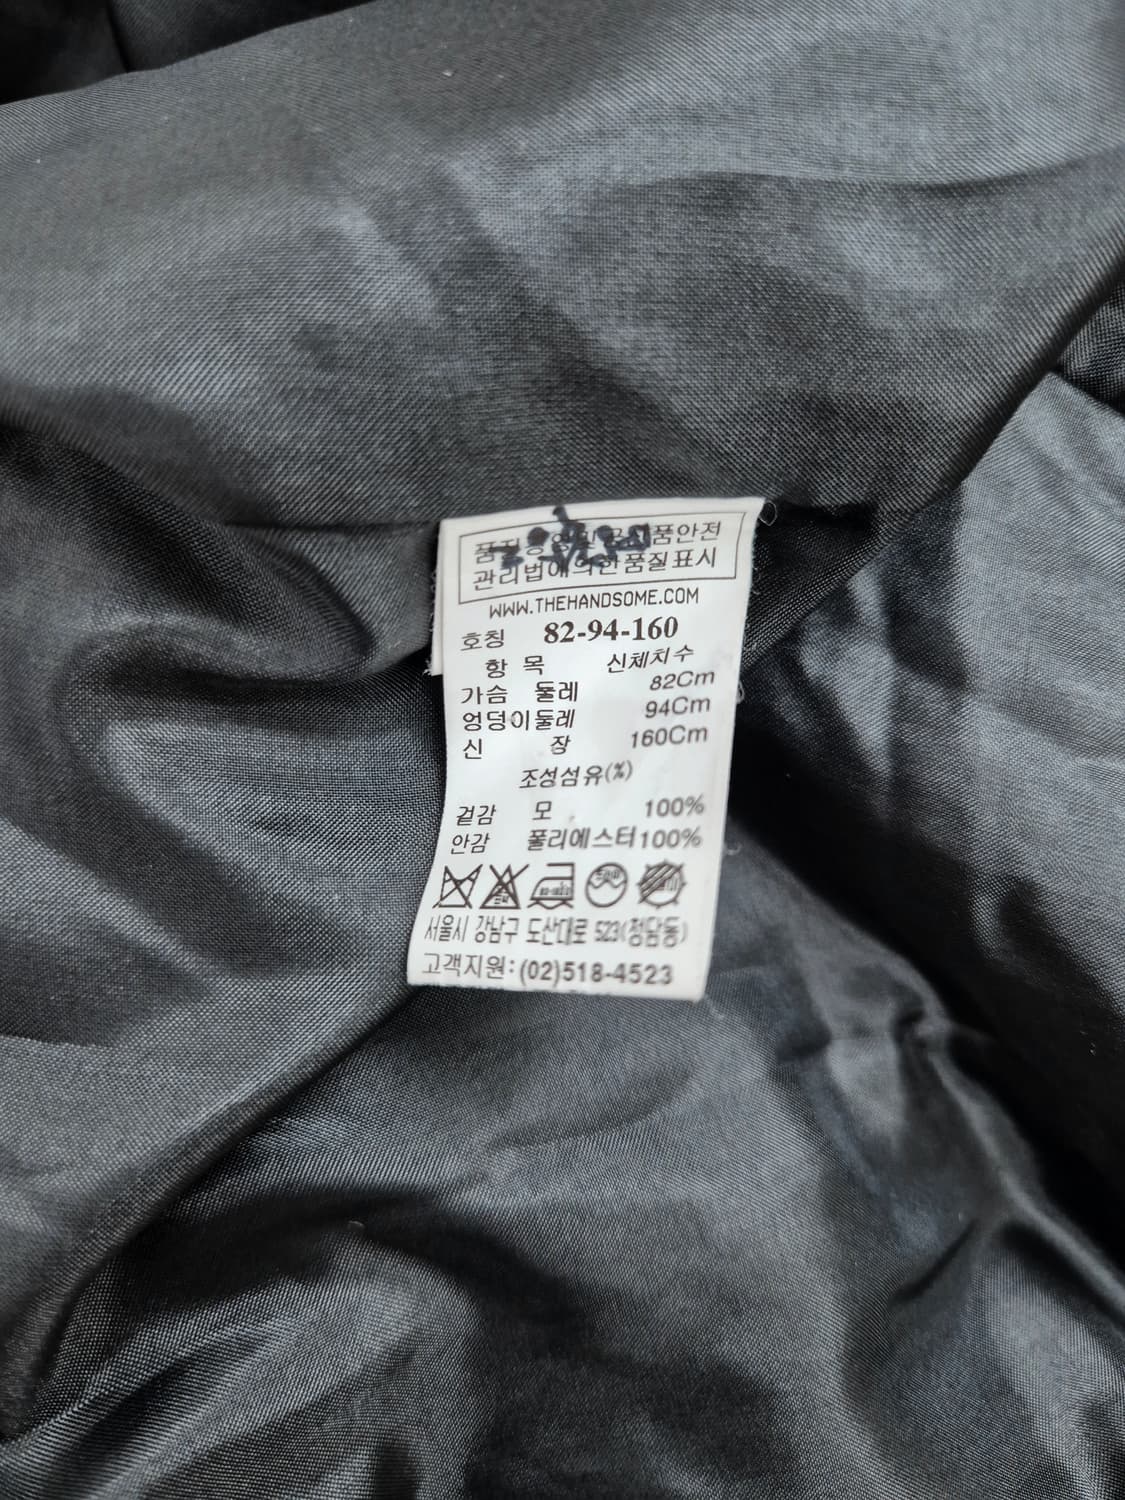 관리법에의한품질표시
WWW.THEHANDSOME.COM
호칭 82-94-160
항 목 신체치수
가슴 둘레 82Cm
엉덩이둘레 94Cm
신 장 160Cm
조성섬유(%)
겉감 모 100%
안감 폴리에스터100%
서울시 강남구 도산대로 523(청담동)
고객지원:(02)518-4523